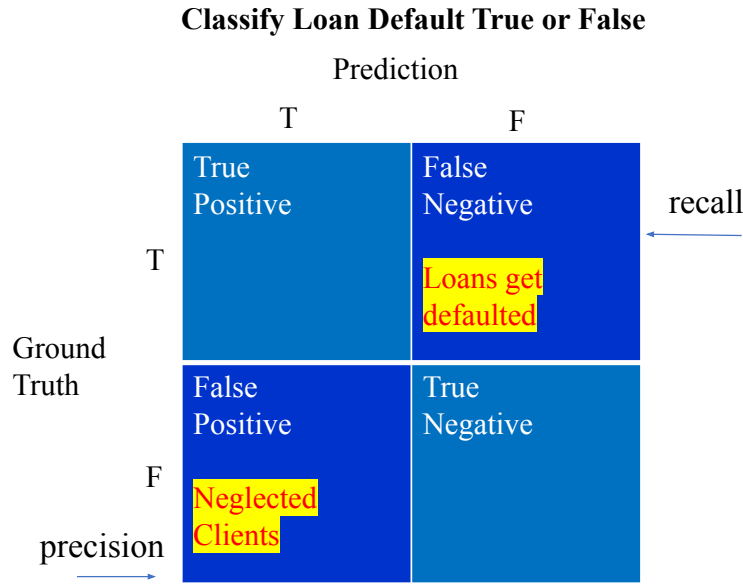 Classify Loan Default True or False
Prediction
T
F
True
Positive
False
Negative
recall
T
Loans get
defaulted
Ground
Truth
False
Positive
True
Negative
F
Neglected
Clients
precision